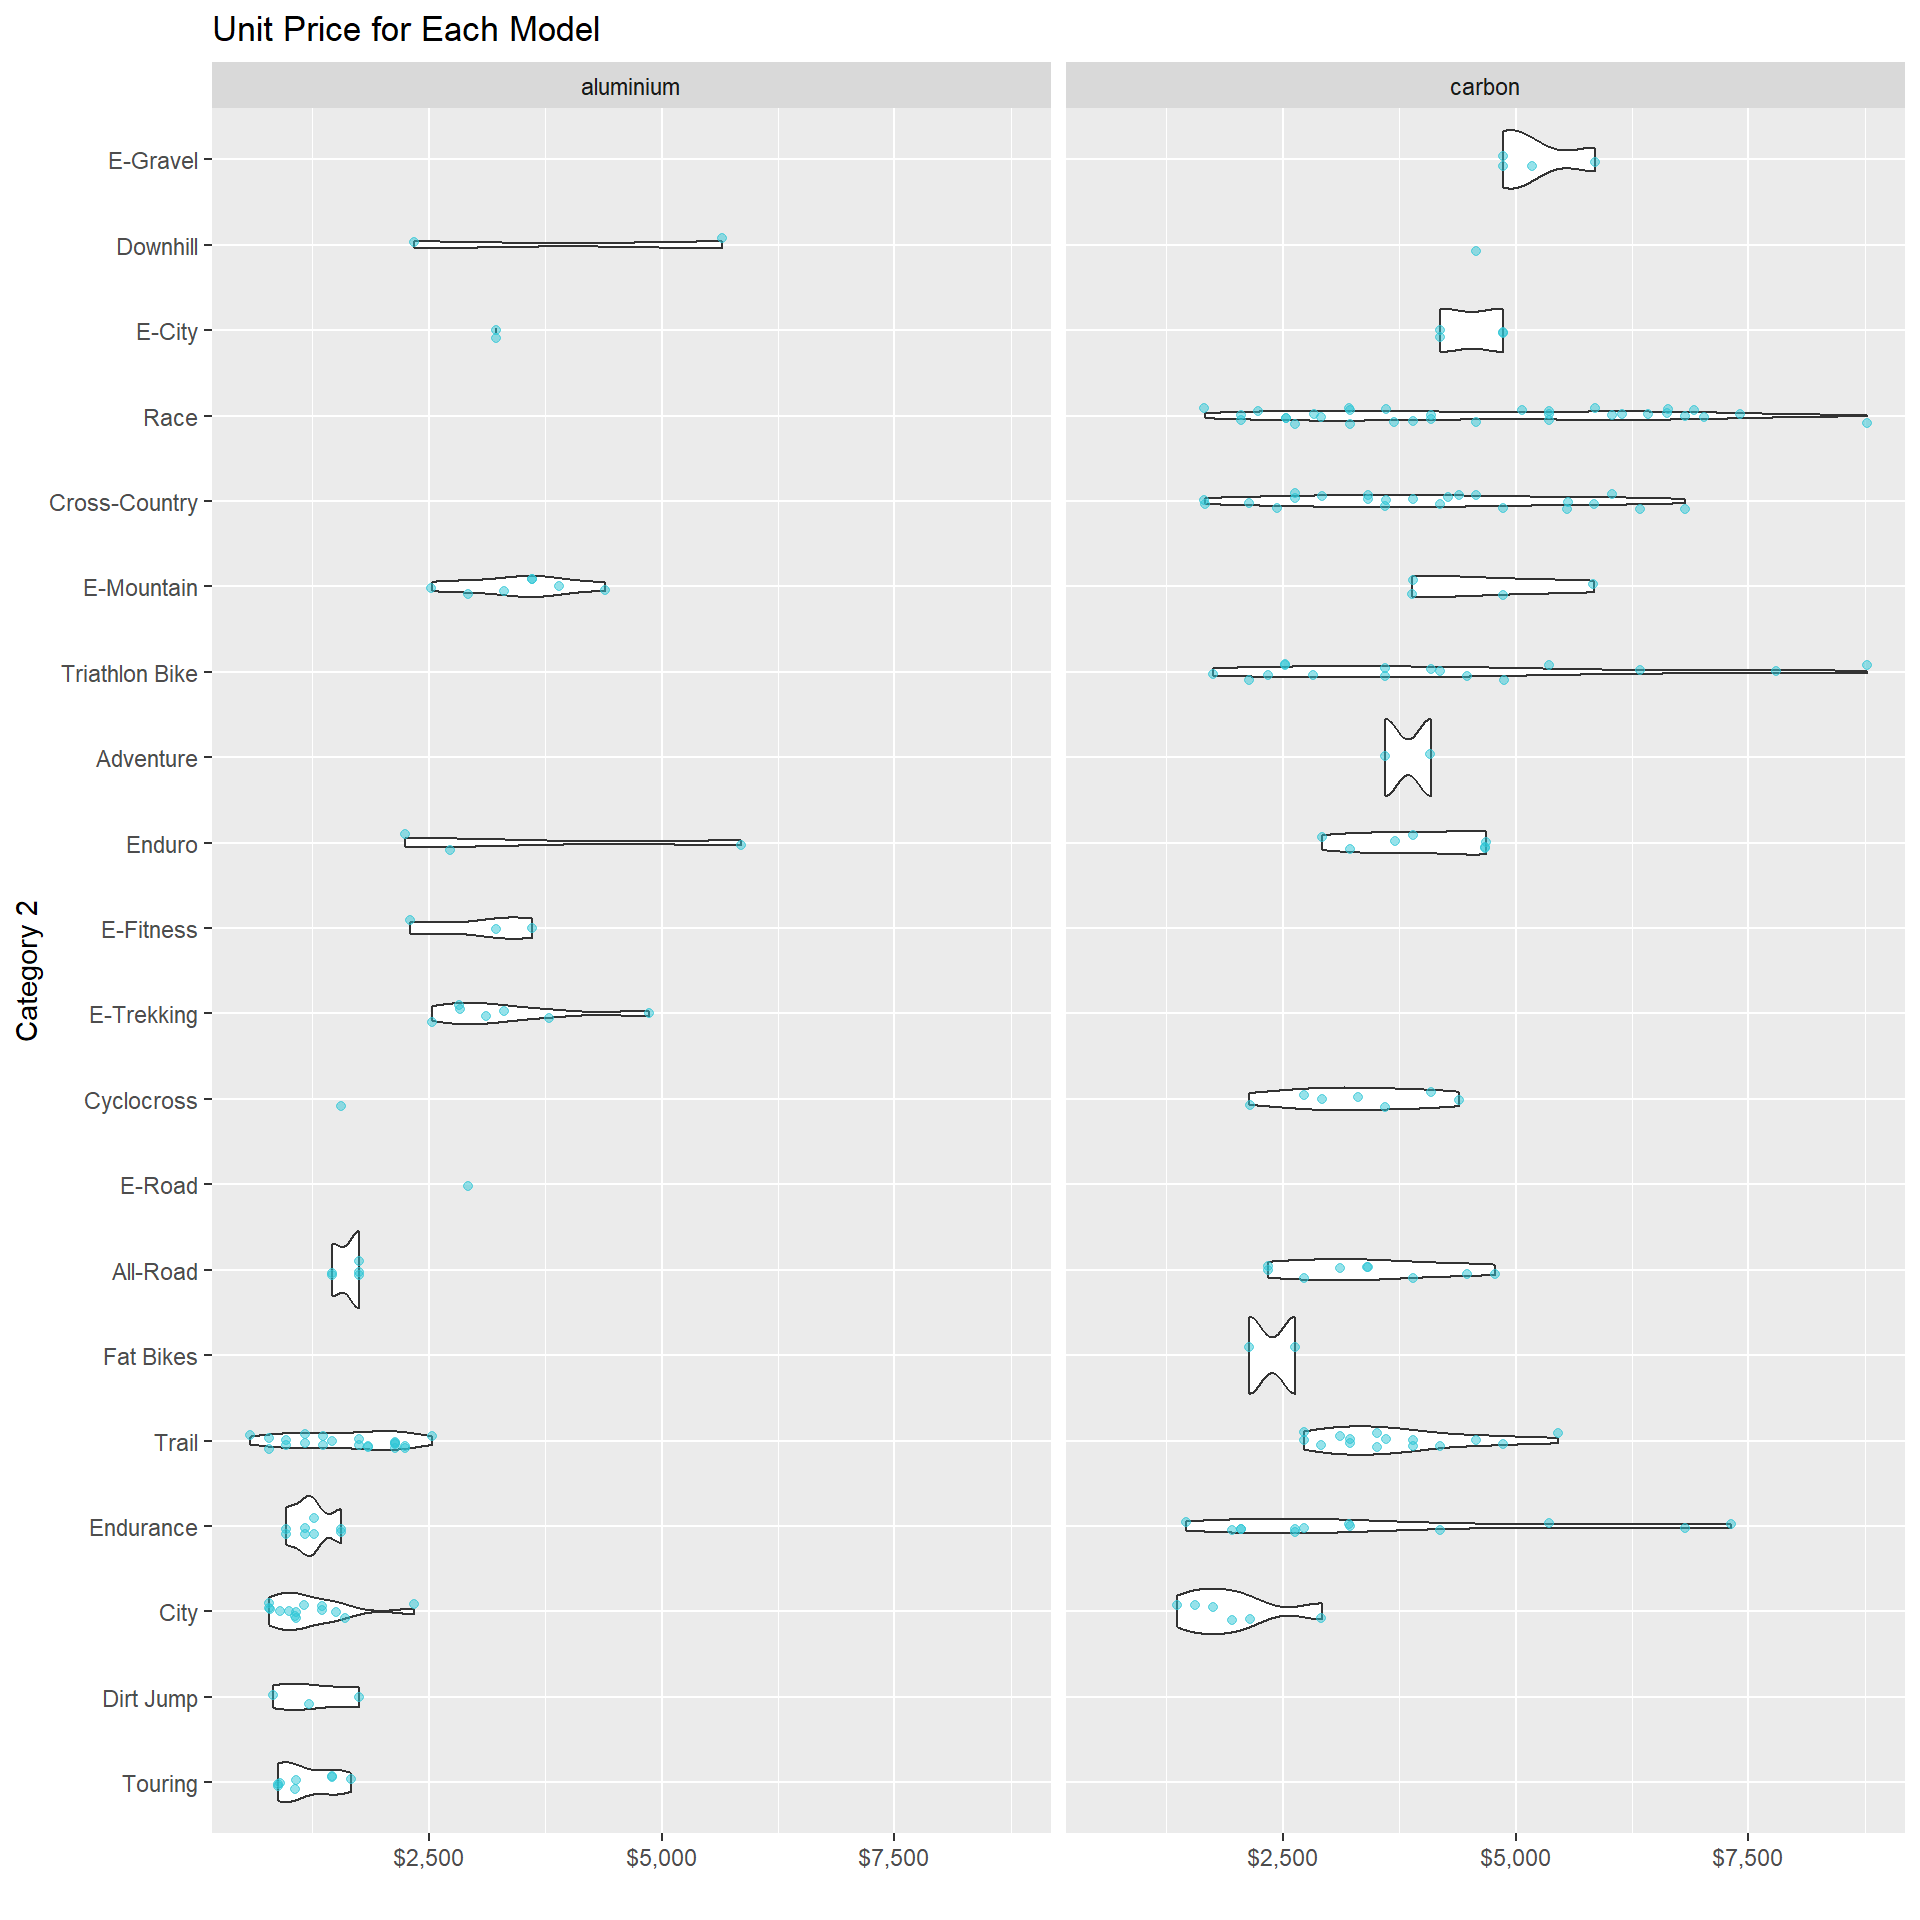 Unit Price for Each Model
aluminium
carbon
E-Gravel
Downhill
E-City
Race
Cross-Country
E-Mountain
Triathlon Bike
Adventure
Enduro
E-Fitness
E-Trekking
Cyclocross
E-Road
All-Road
Fat Bikes
Trail
Endurance
City
Dirt Jump
Touring
Category 2
$2,500
$5,000
$7,500
$2,500
$5,000
$7,500